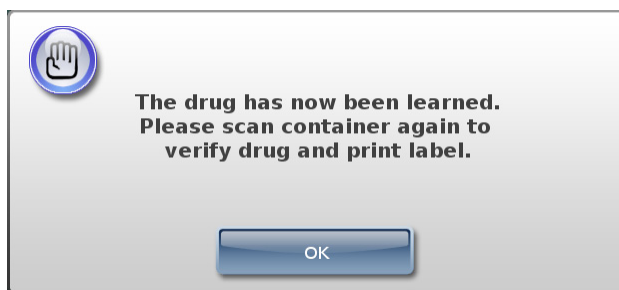 The drug has now been learned.
Please scan container again to
verify drug and print label.
OK